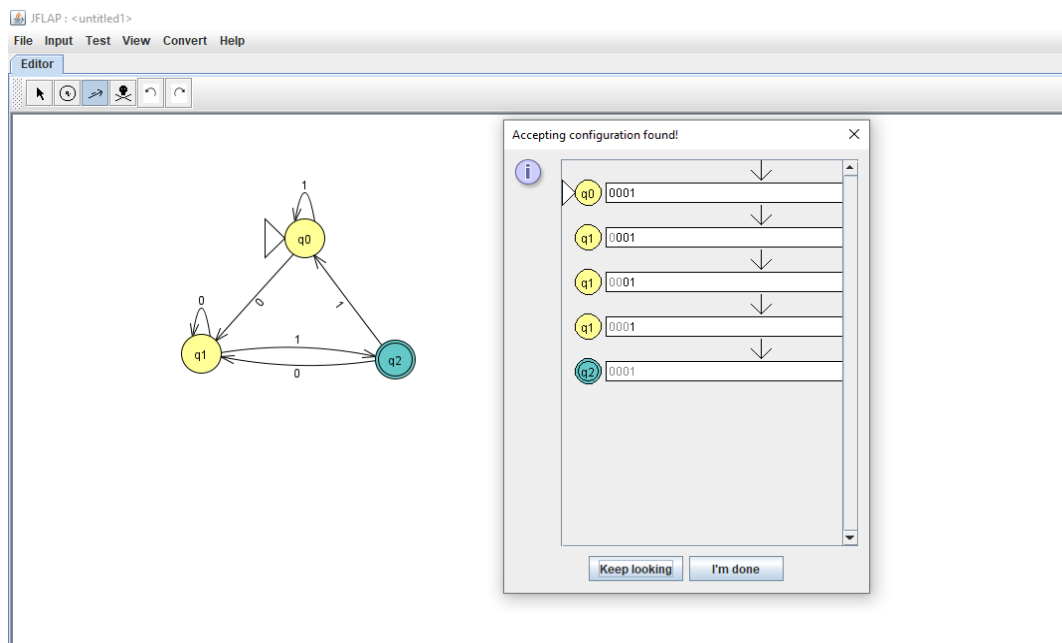 JFLAP : <untitled1>
File Input Test View Convert Help
Editor
Accepting configuration found!
q0 0001
q1 0001
q1 0001
q1 0001
q2 0001
Keep looking I'm done
1
q0
0
1
0
q1
1
0
q2